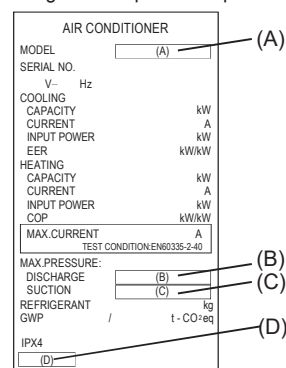 AIR CONDITIONER
MODEL (A) (A)
SERIAL NO.
V~ Hz
COOLING
CAPACITY kW
CURRENT A
INPUT POWER kW
EER kW/kW
HEATING
CAPACITY kW
CURRENT A
INPUT POWER kW
COP kW/kW
MAX.CURRENT A
TEST CONDITION:EN60335-2-40
MAX.PRESSURE:
DISCHARGE (B) (B)
SUCTION (C) (C)
REFRIGERANT kg
GWP / t - CO2eq
(D)
IPX4
(D)